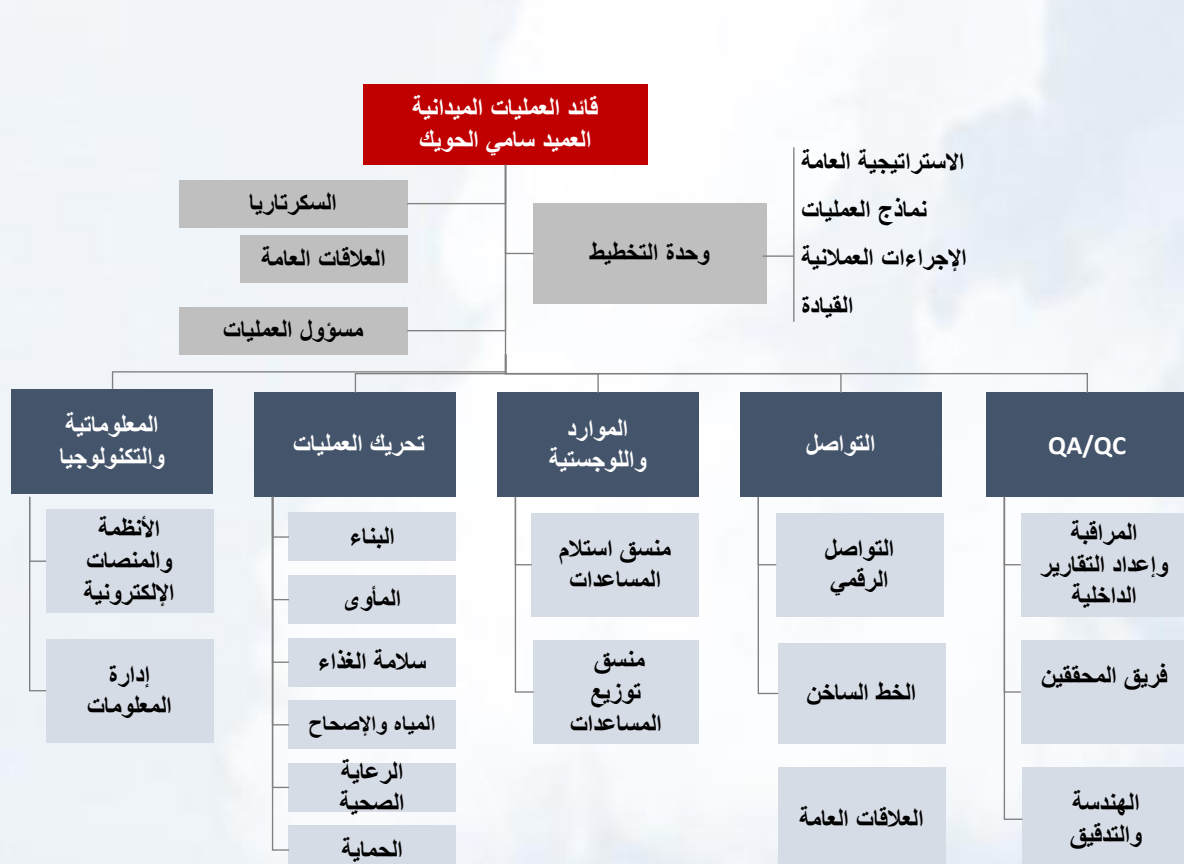 قائد العمليات الميدانية
العميد سامي الحويك
السكرتاريا
العلاقات العامة
مسؤول العمليات
وحدة التخطيط
الاستراتيجية العامة
نماذج العمليات
الإجراءات العملانية
القيادة
QA/QC
المراقبة
وإعداد التقارير
الداخلية
فريق المحققين
الهندسة
والتدقيق
التواصل
التواصل
الرقمي
الخط الساخن
العلاقات العامة
الموارد
واللوجستية
منسق استلام
المساعدات
منسق
توزيع
المساعدات
تحريك العمليات
البناء
المأوى
سلامة الغذاء
المياه والإصحاح
الرعاية
الصحية
الحماية
المعلوماتية
والتكنولوجيا
الأنظمة
والمنصات
الإلكترونية
إدارة
المعلومات